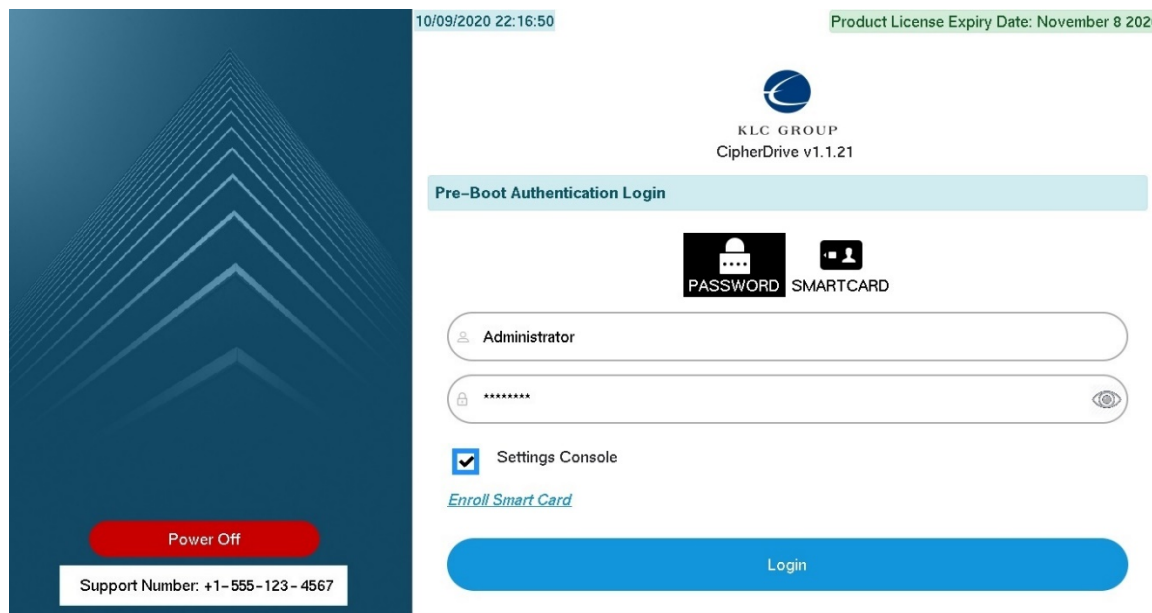 10/09/2020 22:16:50
Product License Expiry Date: November 8
KLC GROUP
CipherDrive v1.1.21
Pre-Boot Authentication Login
PASSWORD SMARTCARD
Administrator
********
Settings Console
Enroll Smart Card
Login
Power Off
Support Number: +1-555-123-4567